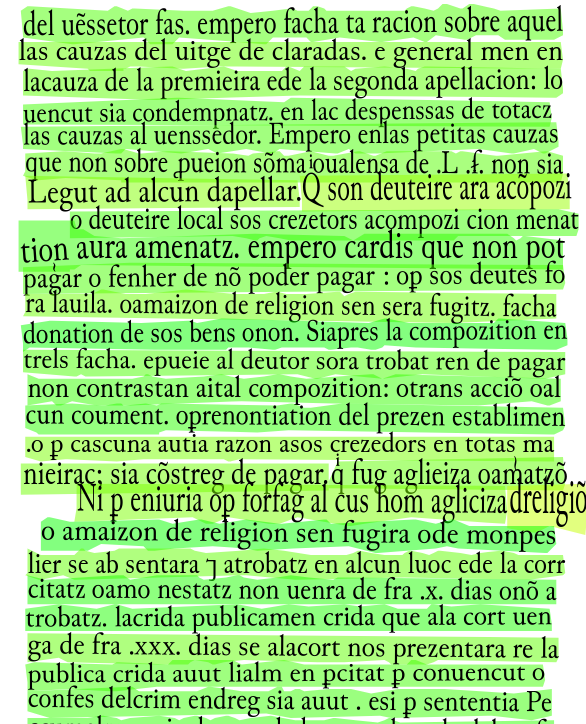 del uẽssetor fas. empero facha ta racion sobre aquel
las cauzas del uitge de claradas. e general men en
lacauza de la premieira ede la segonda apellacion: lo
uencut sia condempnatz. en lac despenssas de totacz
las cauzas al uenssedor. Empero enlas petitas cauzas
que non sobre ꝑueion sõmaioualensa de .L .f. non sia
Legut ad alcun dapellar.Q son deuteire ara acõpozi
o deuteire local sos crezetors acompozi cion menat
tion aura amenatz. empero cardis que non pot
pagar o fenher de nõ poder pagar : oꝑ sos deutes fo
ra lauila. oamaizon de religion sen sera fugitz. facha
donation de sos bens onon. Siapres la compozition en
trels facha. epueie al deutor sora trobat ren de pagar
non contrastan aital compozition: otrans acciõ oal
cun coument. oprenontiation del prezen establimen
.o ꝑ cascuna autia razon asos crezedors en totas ma
nieirac: sia cõstreg de pagar.qͥ fug aglieiza oamatzõ
Ni ꝑ eniuria oꝑ forfag al cus hom agliciza dreligiõ
o amaizon de religion sen fugira ode monpes
lier se ab sentara ⁊ atrobatz en alcun luoc ede la corr
citatz oamo nestatz non uenra de fra .x. dias onõ a
trobatz. lacrida publicamen crida que ala cort uen
ga de fra .xxx. dias se alacort nos prezentara re la
publica crida auut lialm en ꝑcitat ꝑ conuencut o
confes delcrim endreg sia auut . esi ꝑ sententia Pe